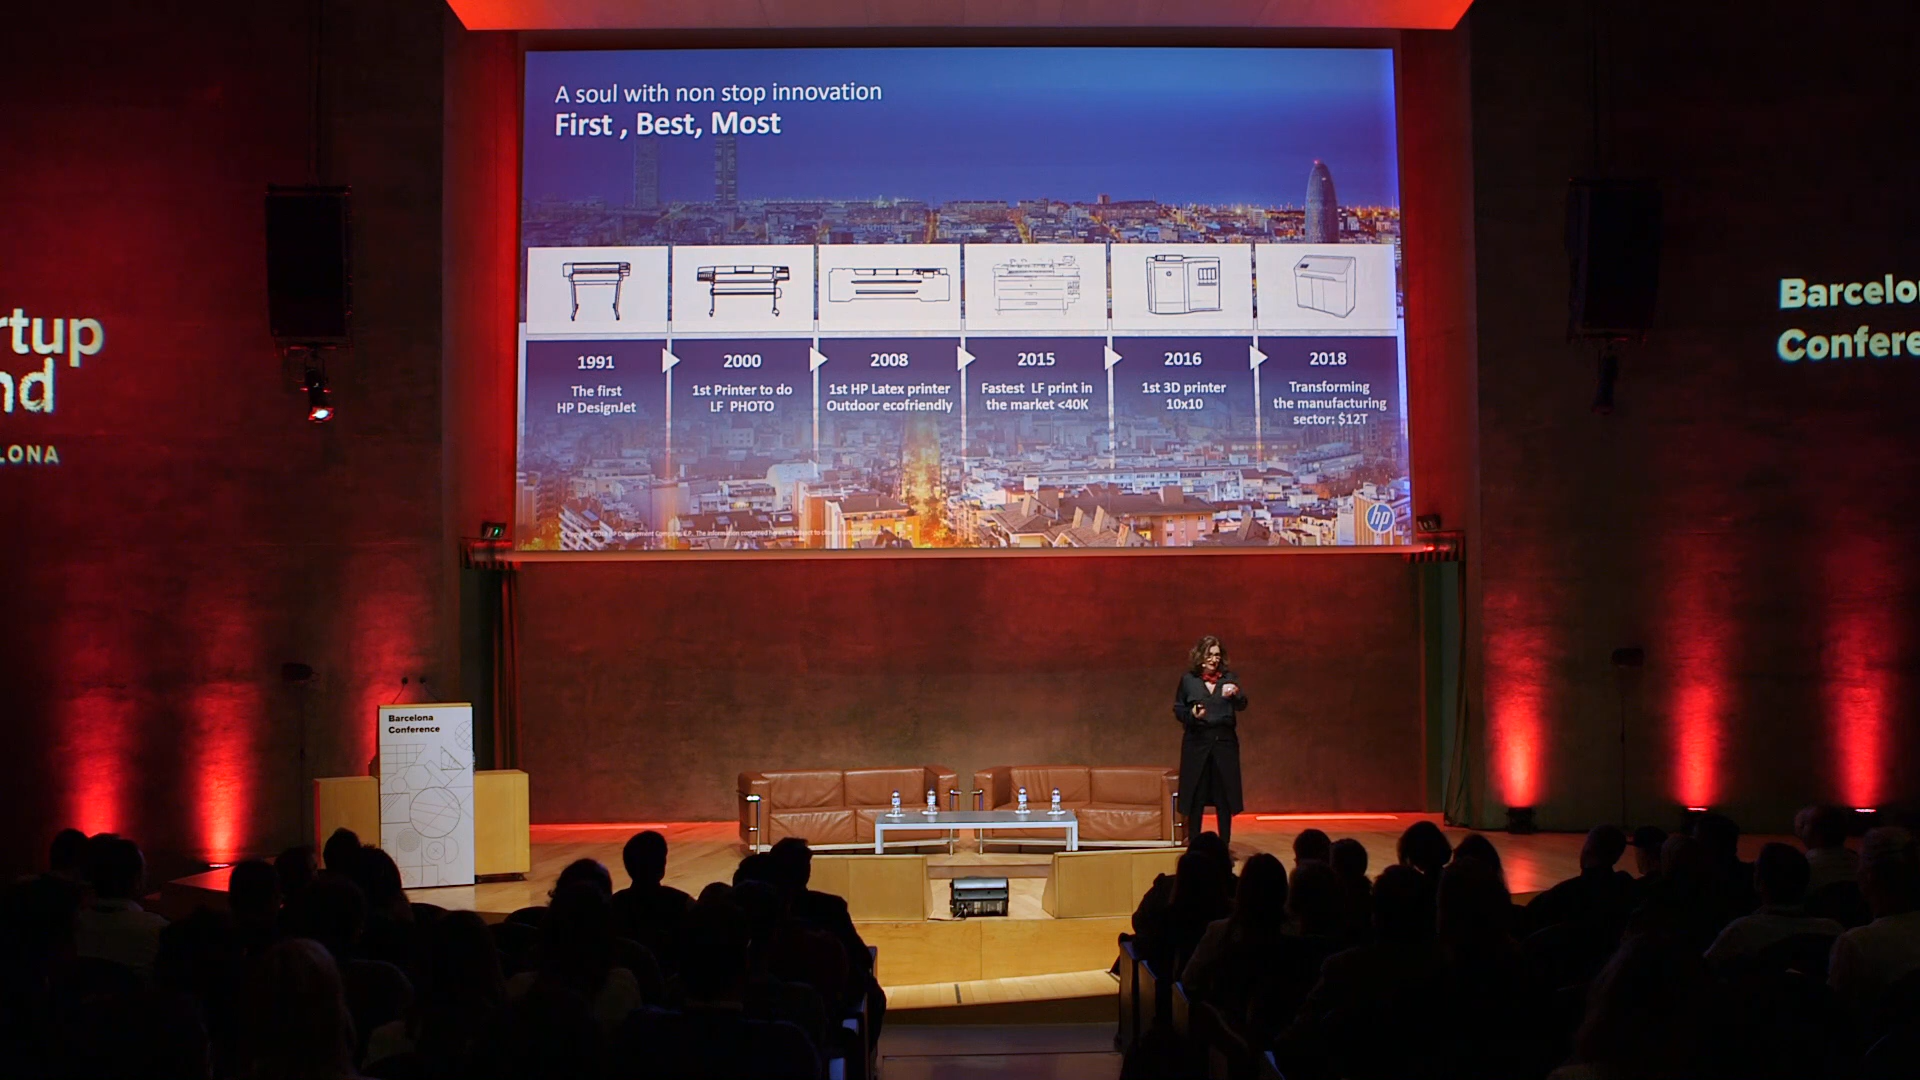 A soul with non stop innovation
First , Best, Most
1991
The first
HP DesignJet
2000
1st Printer to do
LF PHOTO
2008
1st HP Latex printer
Outdoor ecofriendly
2015
Fastest LF print in
the market <40K
2016
1st 3D printer
10x10
2018
Transforming
the manufacturing
sector: $12T
hp
rtup
nd
LONA
Barcelo
Confere
Barcelona
Conference